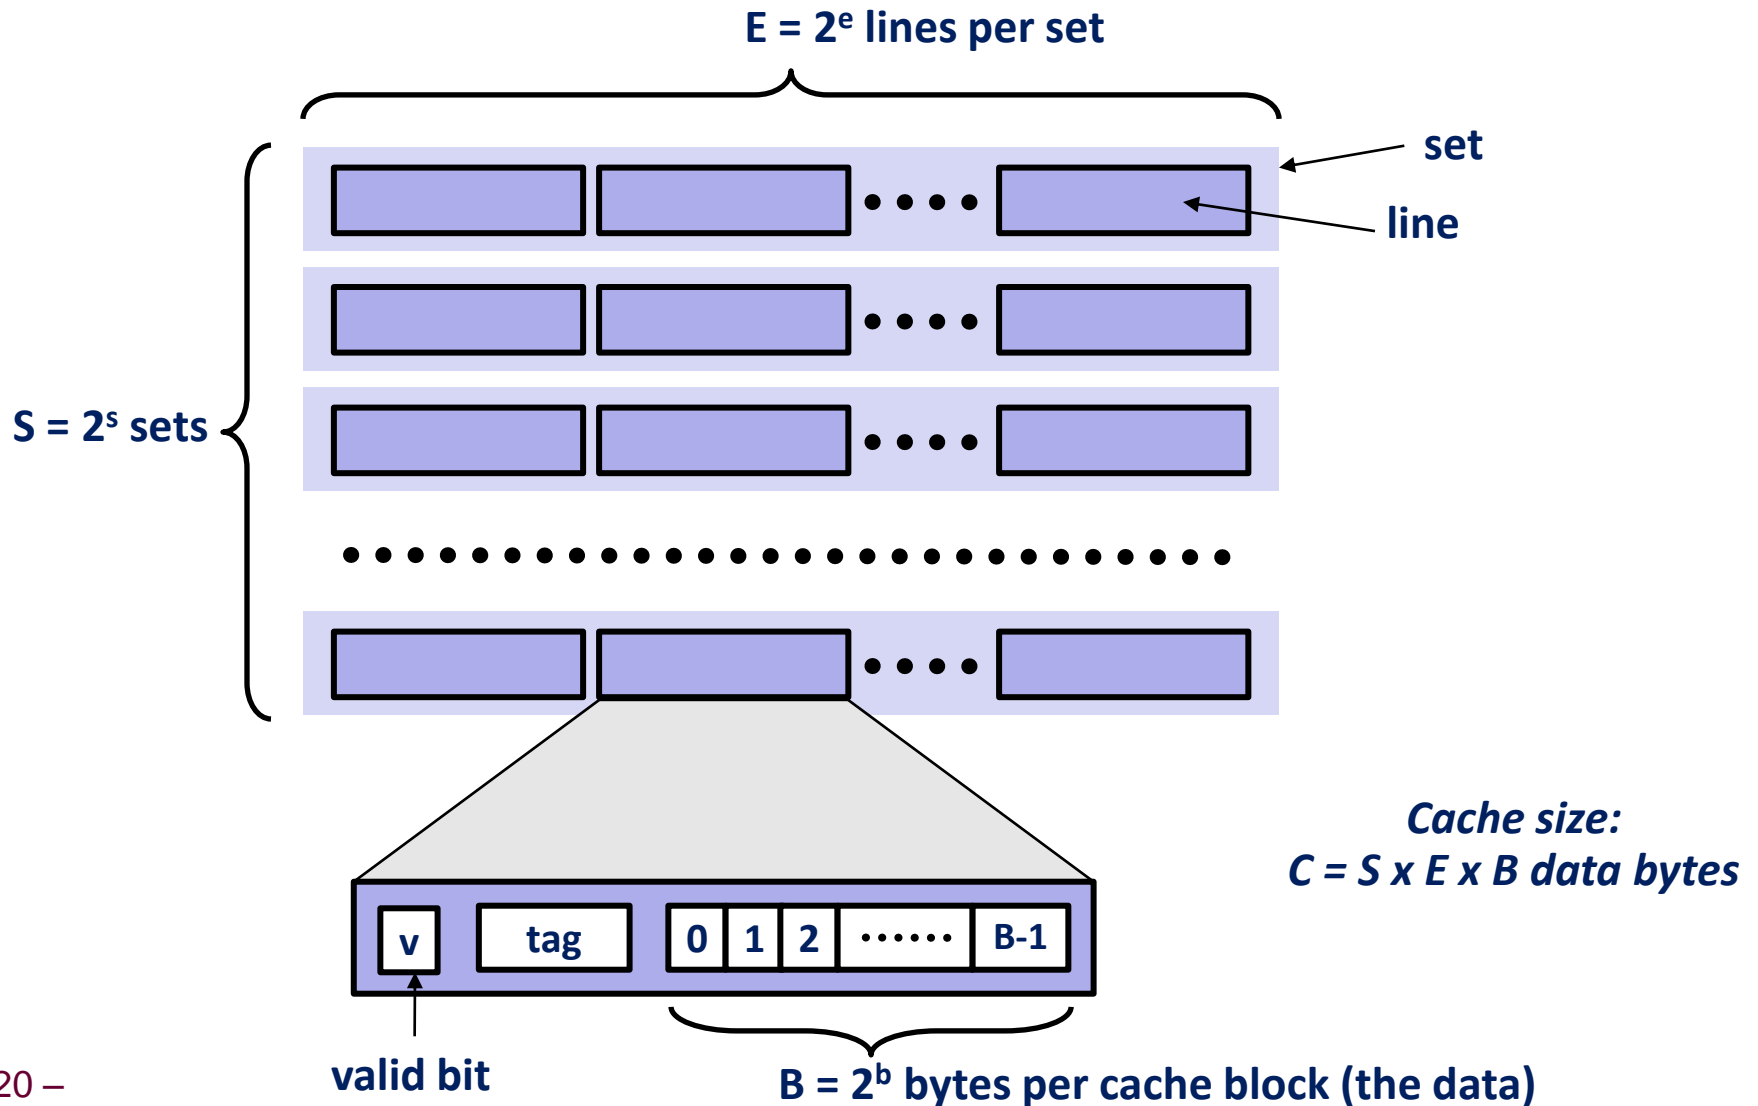 E = 2ᵉ lines per set
set
line
S = 2ˢ sets
Cache size:
C = S x E x B data bytes
v
tag
0 1 2 •••••• B-1
valid bit
B = 2ᵇ bytes per cache block (the data)
20 –